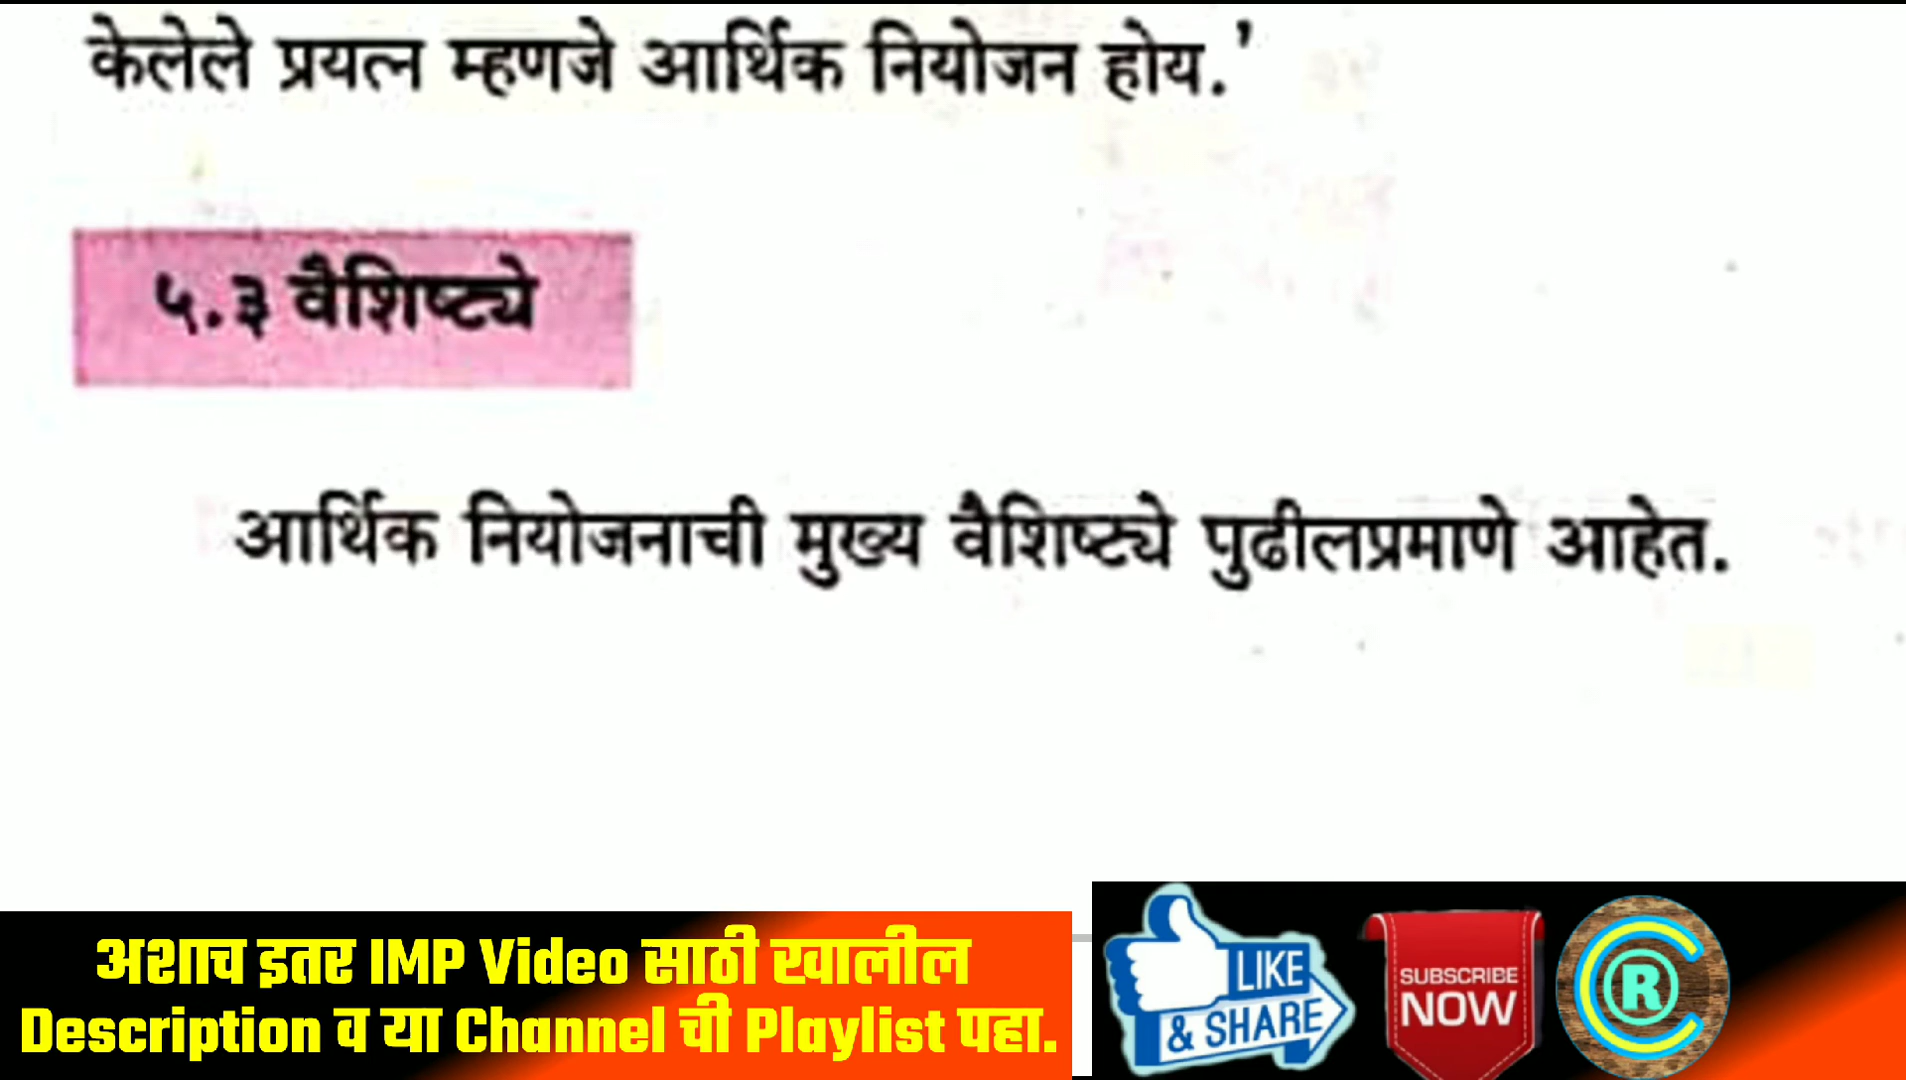 केलेले प्रयत्न म्हणजे आर्थिक नियोजन होय.'
५.३ वैशिष्ट्ये
आर्थिक नियोजनाची मुख्य वैशिष्ट्ये पुढीलप्रमाणे आहेत.
अशाच इतर IMP Video साठी खालील
Description व या Channel ची Playlist पहा.
LIKE
& SHARE
SUBSCRIBE
NOW
C
R